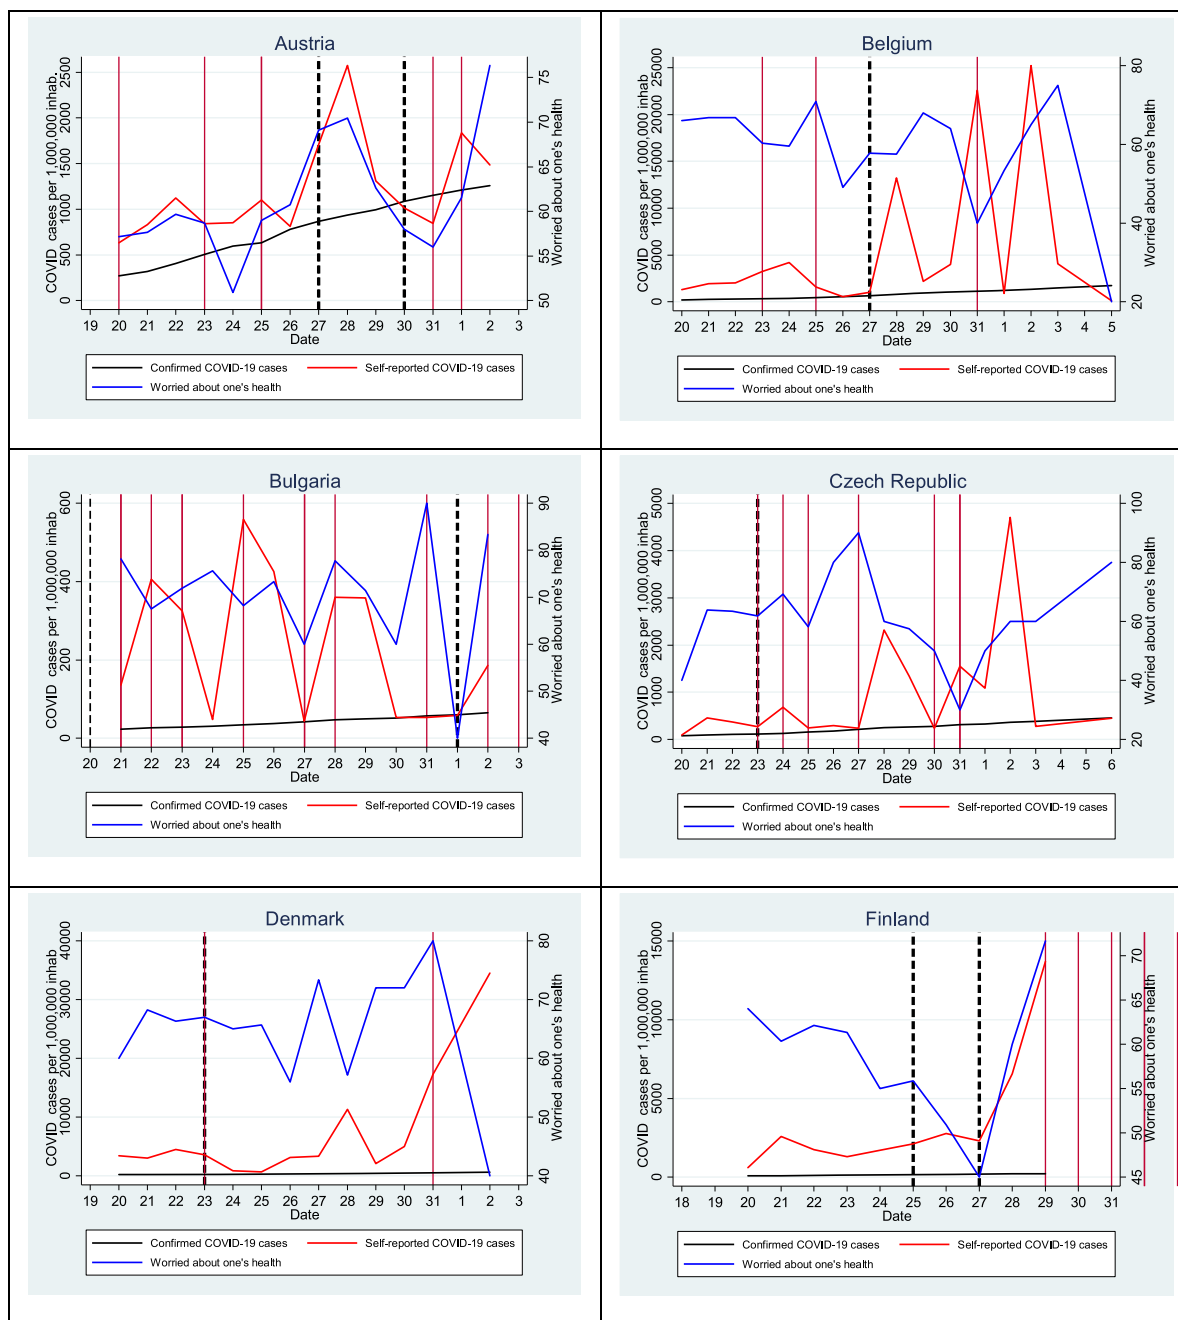 Austria
COVID cases per 1,000,000 inhab.
0 500 1000 1500 2000 2500
50 55 60 65 70 75
Worried about one's health
19 20 21 22 23 24 25 26 27 28 29 30 31 1 2 3
Date
Confirmed COVID-19 cases Self-reported COVID-19 cases
Worried about one's health
Belgium
COVID cases per 1,000,000 inhab.
0 5000 10000 15000 20000 25000
20 40 60 80
Worried about one's health
20 21 22 23 24 25 26 27 28 29 30 31 1 2 3 4 5
Date
Confirmed COVID-19 cases Self-reported COVID-19 cases
Worried about one's health
Bulgaria
COVID cases per 1,000,000 inhab
0 200 400 600
40 50 60 70 80 90
Worried about one's health
20 21 22 23 24 25 26 27 28 29 30 31 1 2 3
Date
Confirmed COVID-19 cases Self-reported COVID-19 cases
Worried about one's health
Czech Republic
COVID cases per 1,000,000 inhab
0 1000 2000 3000 4000 5000
20 40 60 80 100
Worried about one's health
20 21 22 23 24 25 26 27 28 29 30 31 1 2 3 4 5 6
Date
Confirmed COVID-19 cases Self-reported COVID-19 cases
Worried about one's health
Denmark
COVID cases per 1,000,000 inhab
0 10000 20000 30000 40000
40 50 60 70 80
Worried about one's health
19 20 21 22 23 24 25 26 27 28 29 30 31 1 2 3
Date
Confirmed COVID-19 cases Self-reported COVID-19 cases
Worried about one's health
Finland
COVID cases per 1,000,000 inhab
0 5000 10000 15000
45 50 55 60 65 70
Worried about one's health
18 19 20 21 22 23 24 25 26 27 28 29 30 31
Date
Confirmed COVID-19 cases Self-reported COVID-19 cases
Worried about one's health